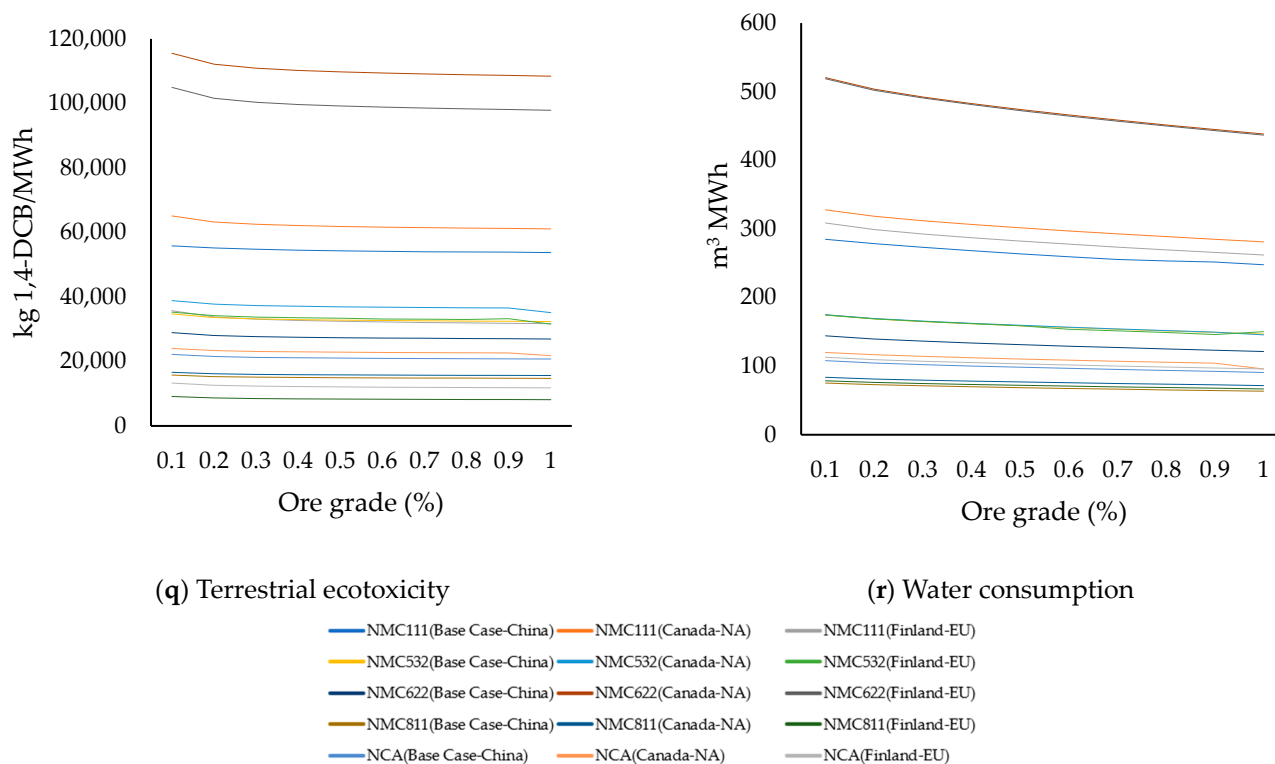 120,000
100,000
80,000
60,000
40,000
20,000
0
kg 1,4-DCB/MWh
0.1 0.2 0.3 0.4 0.5 0.6 0.7 0.8 0.9 1
Ore grade (%)
600
500
400
300
200
100
0
m³ MWh
0.1 0.2 0.3 0.4 0.5 0.6 0.7 0.8 0.9 1
Ore grade (%)
(q) Terrestrial ecotoxicity
(r) Water consumption
NMC111(Base Case-China) NMC111(Canada-NA) NMC111(Finland-EU)
NMC532(Base Case-China) NMC532(Canada-NA) NMC532(Finland-EU)
NMC622(Base Case-China) NMC622(Canada-NA) NMC622(Finland-EU)
NMC811(Base Case-China) NMC811(Canada-NA) NMC811(Finland-EU)
NCA(Base Case-China) NCA(Canada-NA) NCA(Finland-EU)